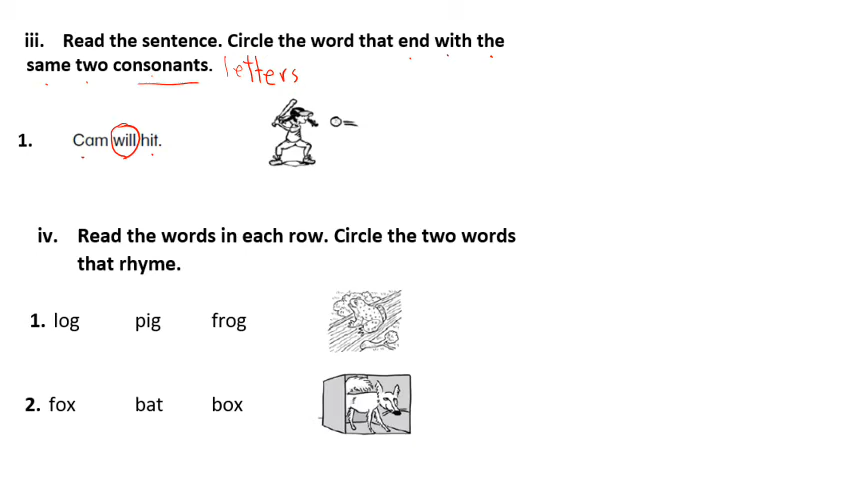 iii. Read the sentence. Circle the word that end with the
same two consonants. letters
1. Cam will hit.
iv. Read the words in each row. Circle the two words
that rhyme.
1. log pig frog
2. fox bat box